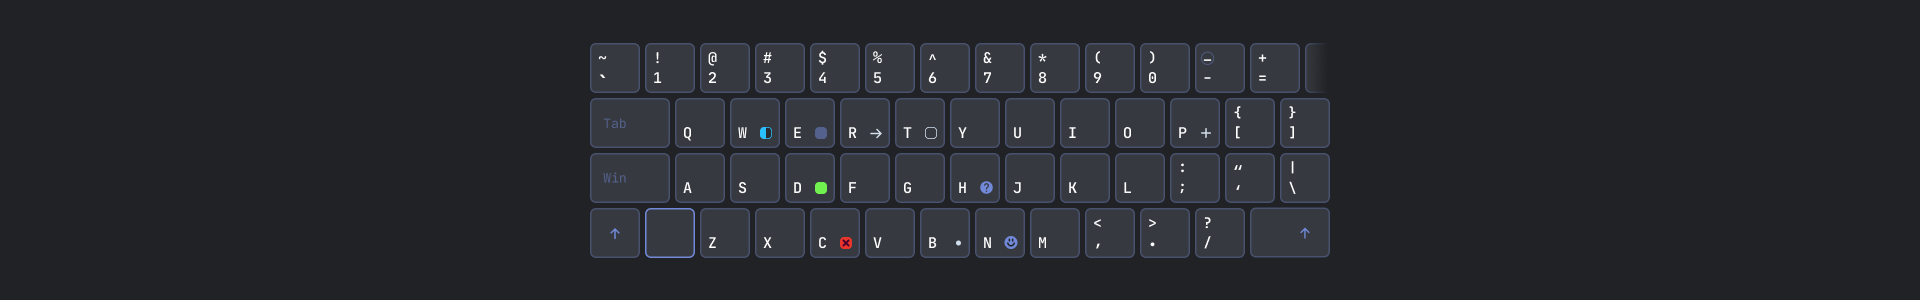 ~ ! @ # $ % ^ & * ( ) – +
` 1 2 3 4 5 6 7 8 9 0 - =
Tab Q W E R → T Y U I O P + { }
[ ]
Win A S D F G H ? J K L : “ |
; ‘ \
↑ Z X C V B • N M < > ? ↑
, . /